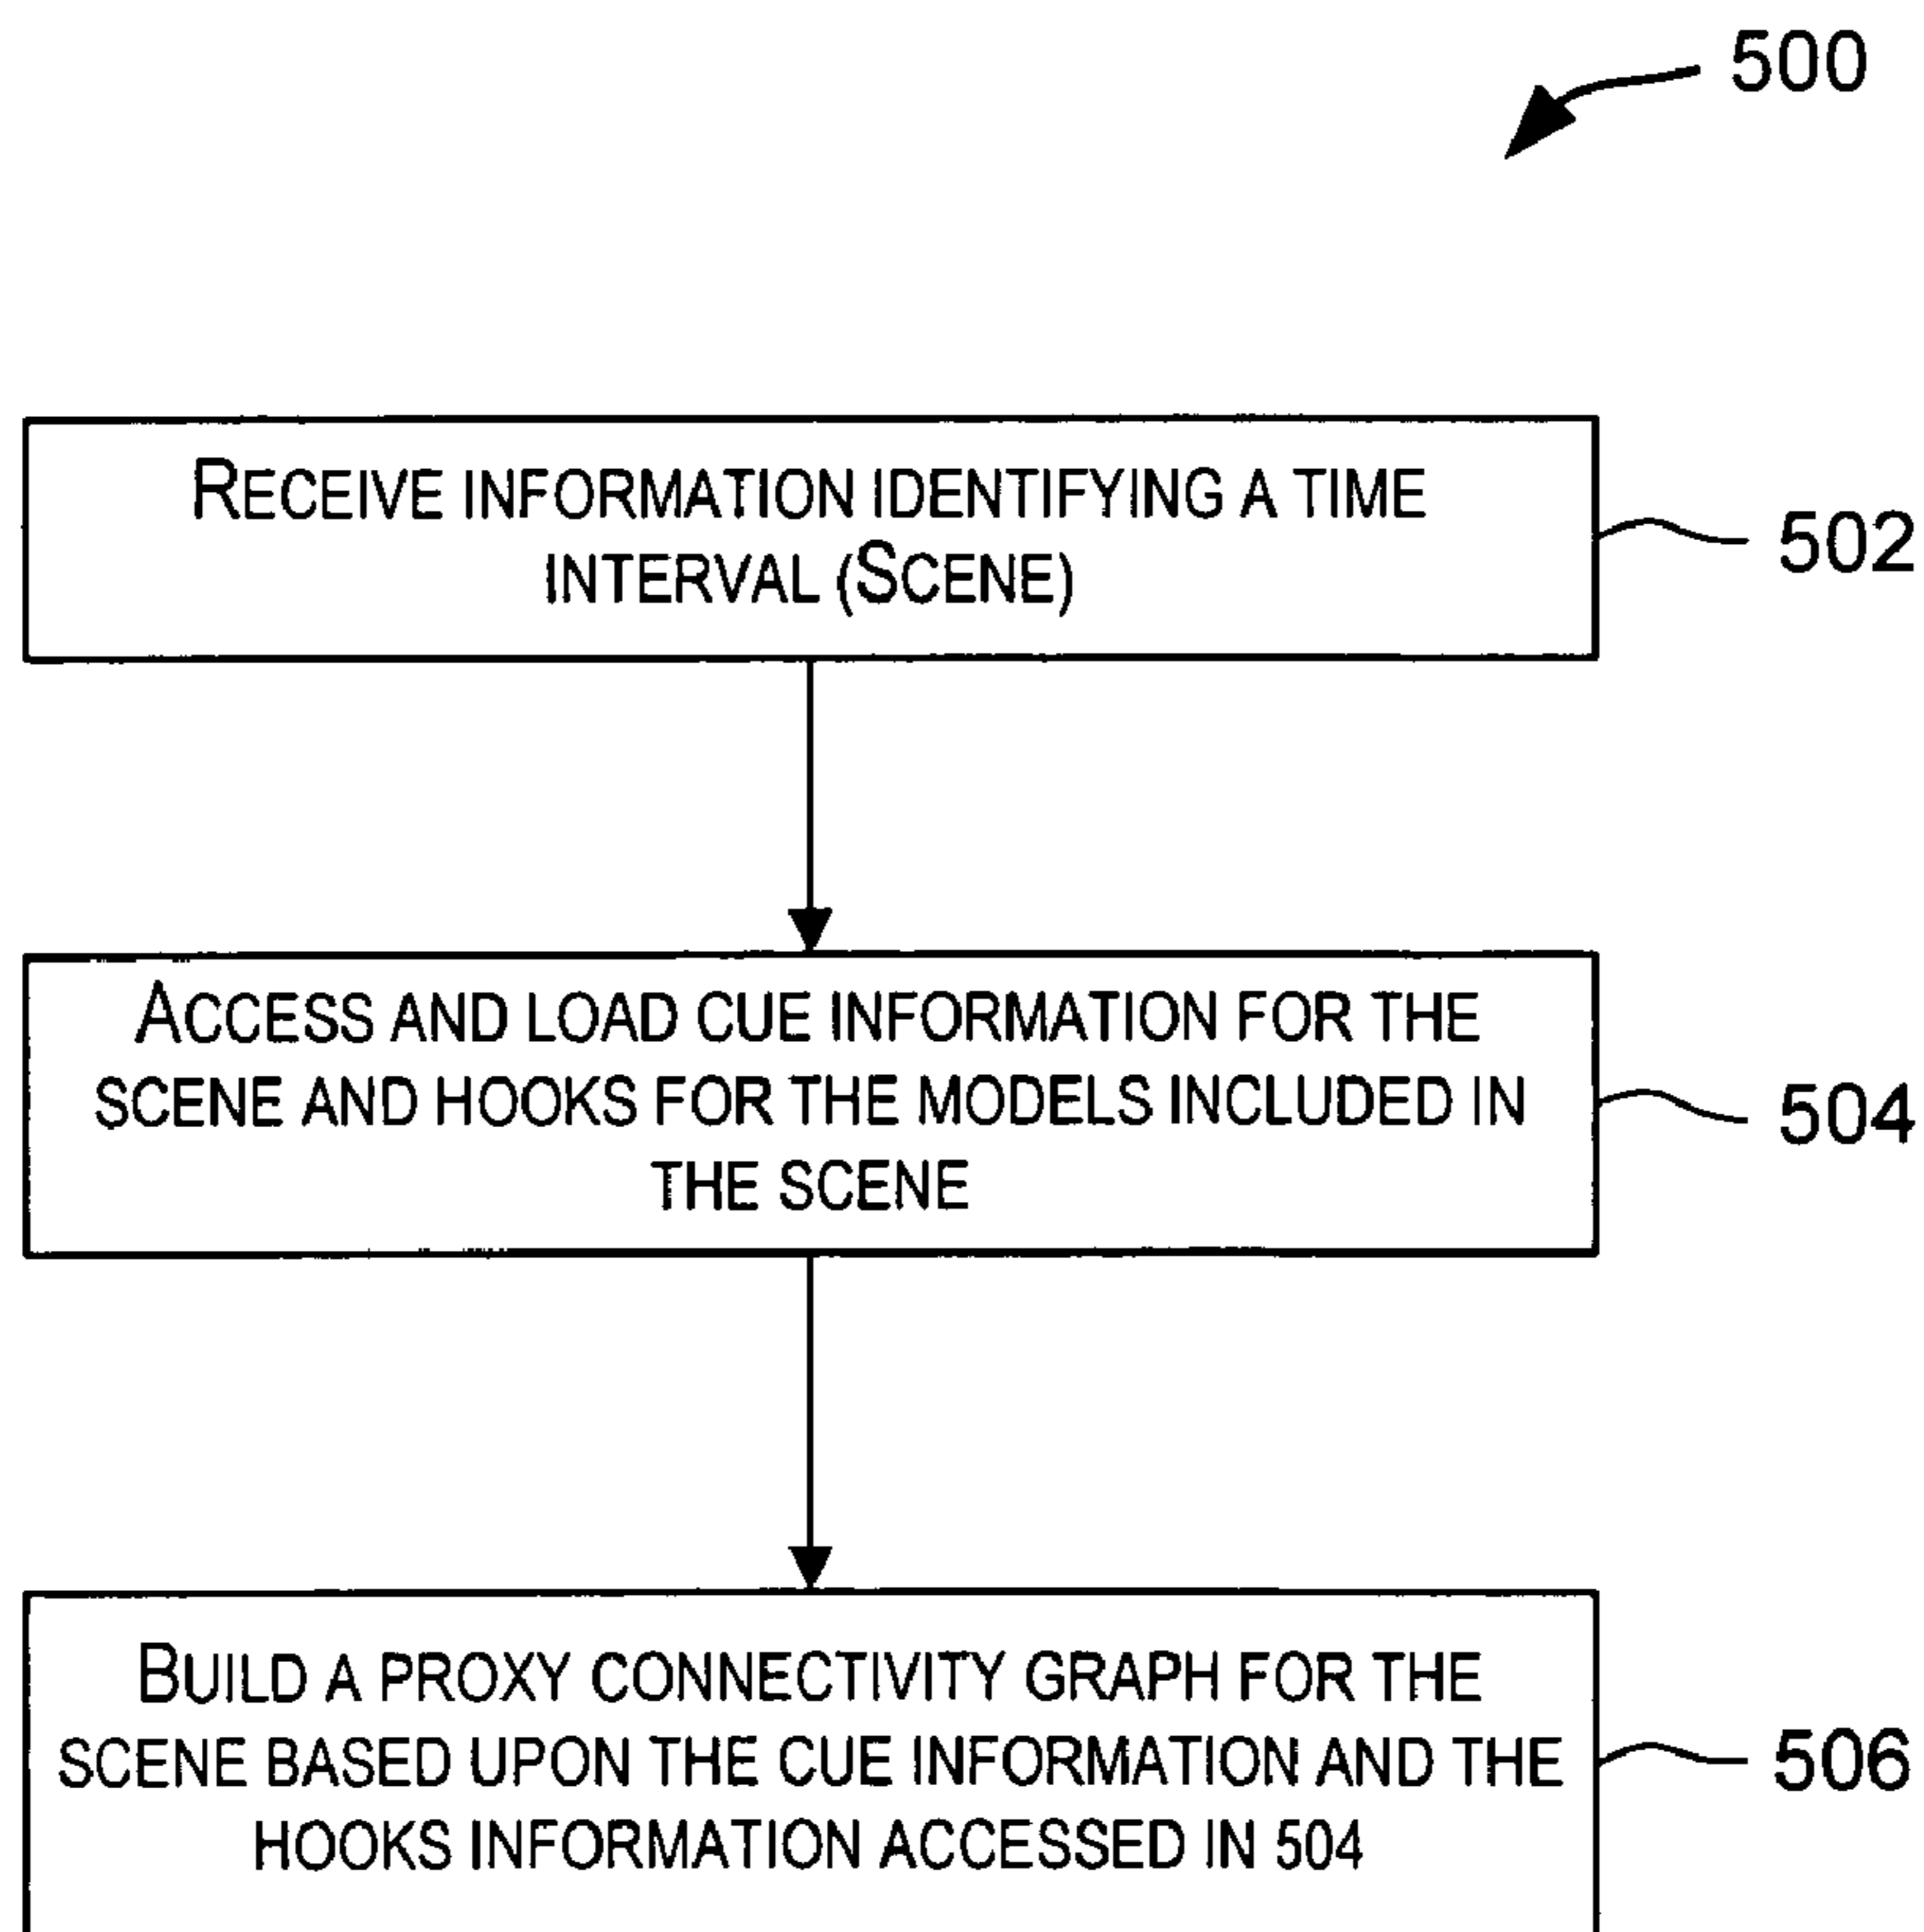 500
RECEIVE INFORMATION IDENTIFYING A TIME
INTERVAL (SCENE)
502
ACCESS AND LOAD CUE INFORMATION FOR THE
SCENE AND HOOKS FOR THE MODELS INCLUDED IN
THE SCENE
504
BUILD A PROXY CONNECTIVITY GRAPH FOR THE
SCENE BASED UPON THE CUE INFORMATION AND THE
HOOKS INFORMATION ACCESSED IN 504
506